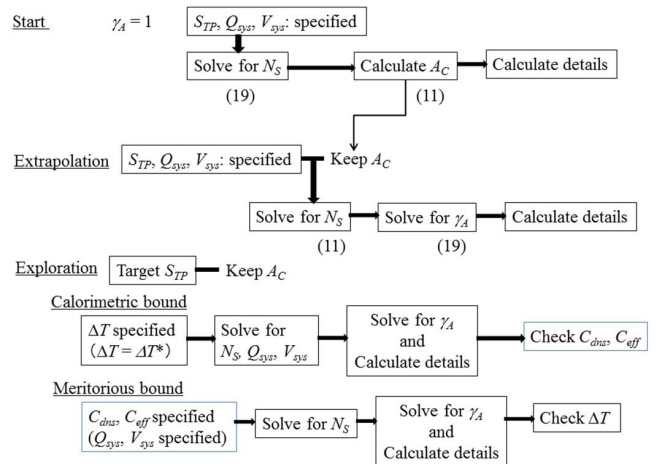 Start γA = 1 STP, Qsys, Vsys: specified
Solve for NS Calculate AC Calculate details
(19) (11)
Extrapolation STP, Qsys, Vsys: specified Keep AC
Solve for NS Solve for γA Calculate details
(11) (19)
Exploration Target STP Keep AC
Calorimetric bound
ΔT specified
(ΔT = ΔT*)
Solve for
NS, Qsys, Vsys
Solve for γA
and
Calculate details
Check Cdns, Ceff
Meritorious bound
Cdns, Ceff specified
(Qsys, Vsys specified)
Solve for NS
Solve for γA
and
Calculate details
Check ΔT